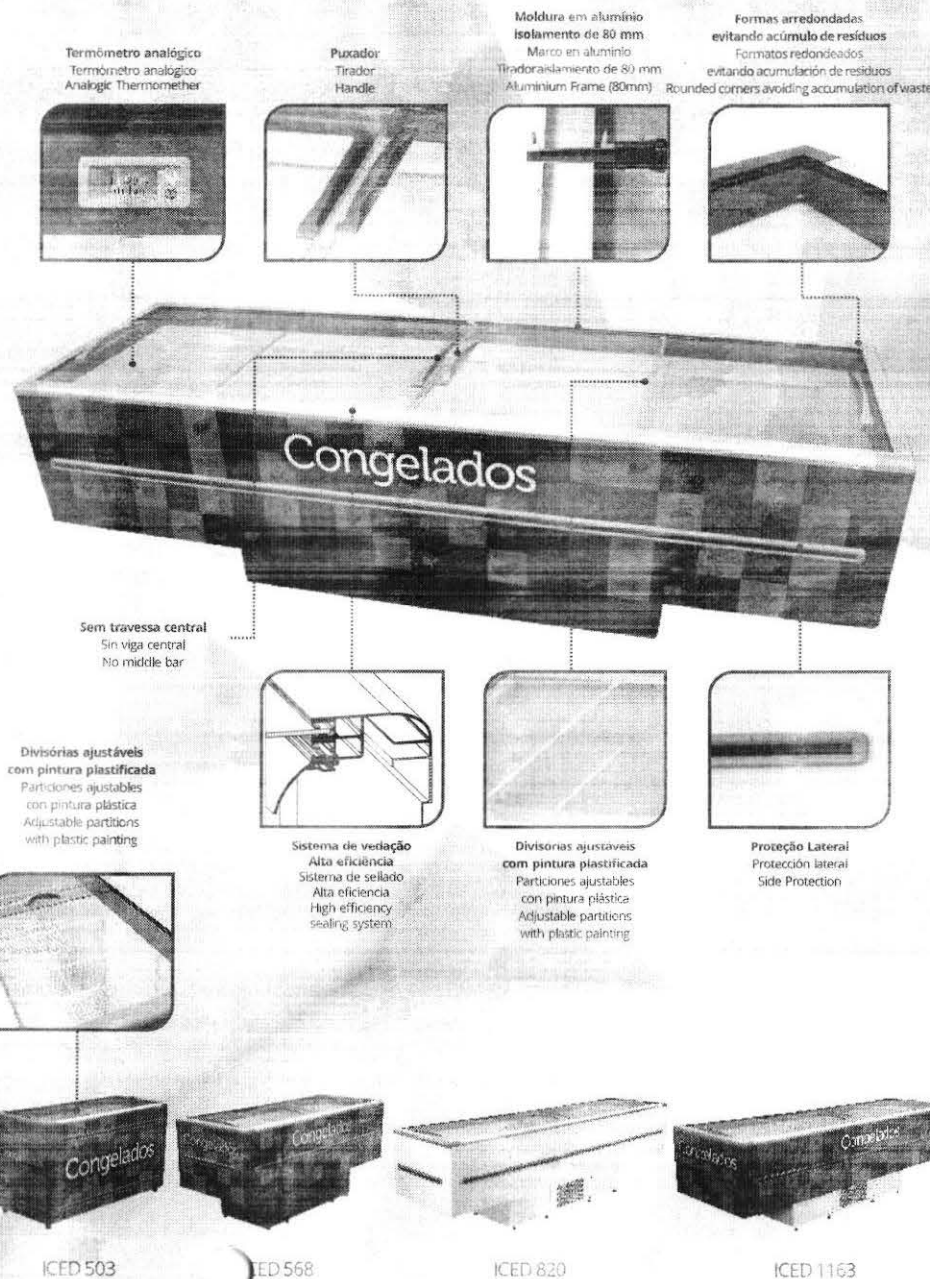 Termômetro analógico
Termómetro analógico
Analogic Thermomether
Puxador
Tirador
Handle
Moldura em alumínio
isolamento de 80 mm
Marco en aluminio
Tiradoraislamiento de 80 mm
Aluminium Frame (80mm)
Formas arredondadas
evitando acúmulo de resíduos
Formatos redondeados
evitando acumulación de residuos
Rounded corners avoiding accumulation of waste
Congelados
Sem travessa central
Sin viga central
No middle bar
Divisórias ajustáveis
com pintura plastificada
Particiones ajustables
con pintura plástica
Adjustable partitions
with plastic painting
Sistema de vedação
Alta eficiência
Sistema de sellado
Alta eficiencia
High efficiency
sealing system
Divisórias ajustáveis
com pintura plastificada
Particiones ajustables
con pintura plástica
Adjustable partitions
with plastic painting
Proteção Lateral
Protección lateral
Side Protection
Congelados
Congelados
Congelados
Congelados
Congelados
ICED 503
ED 568
ICED 820
ICED 1163